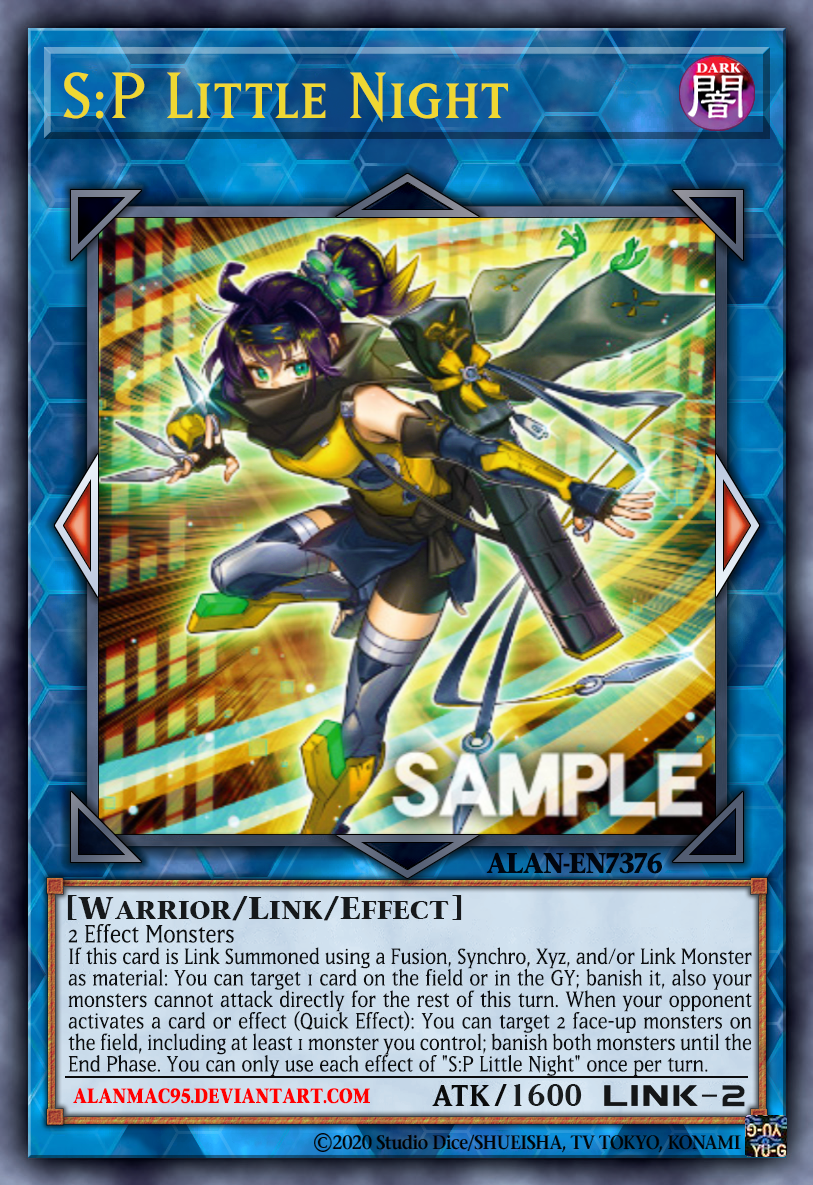 S:P Little Night
DARK
闇
SAMPLE
ALAN-EN7376
[Warrior/Link/Effect]
2 Effect Monsters
If this card is Link Summoned using a Fusion, Synchro, Xyz, and/or Link Monster
as material: You can target 1 card on the field or in the GY; banish it, also your
monsters cannot attack directly for the rest of this turn. When your opponent
activates a card or effect (Quick Effect): You can target 2 face-up monsters on
the field, including at least 1 monster you control; banish both monsters until the
End Phase. You can only use each effect of "S:P Little Night" once per turn.
ALANMAC95.DEVIANTART.COM
ATK/1600 LINK-2
©2020 Studio Dice/SHUEISHA, TV TOKYO, KONAMI
YU-G
YU-G